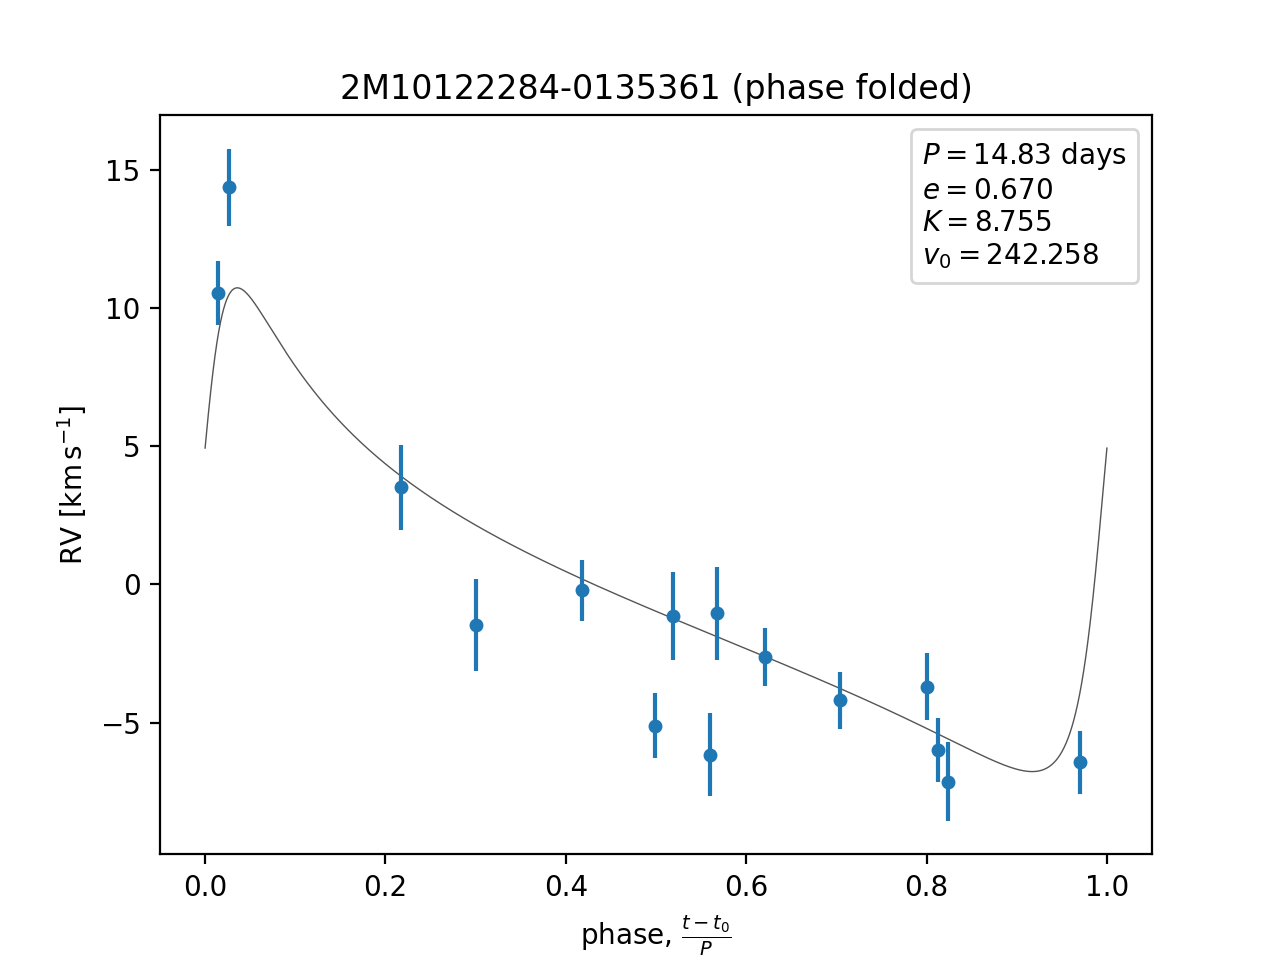 2M10122284-0135361 (phase folded)
P = 14.83 days
e = 0.670
K = 8.755
v₀ = 242.258
15
10
5
0
−5
RV [km s⁻¹]
0.0 0.2 0.4 0.6 0.8 1.0
phase, (t − t₀)/P